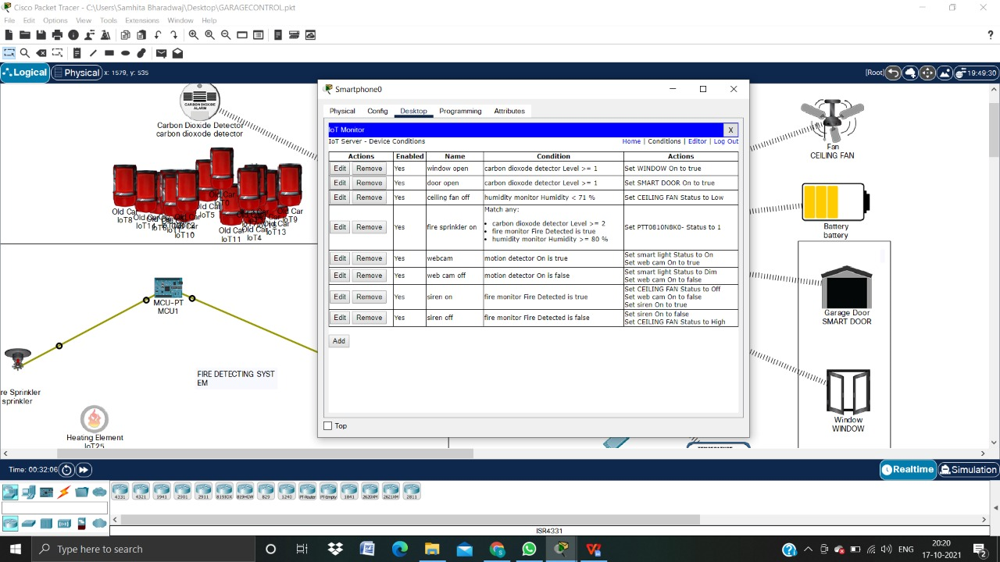 Cisco Packet Tracer - C:\Users\Samhita Bharadwaj\Desktop\GARAGECONTROL.pkt
File Edit Options View Tools Extensions Window Help
?
Logical Physical x: 1579, y: 535 [Root] 19:49:30
CARBON DIOXIDE
ALARM
Carbon Dioxide Detector
carbon dioxide detector
Old Car
IoT8
Old Car
IoT5
Old Car
IoT10
Old Car
IoT11
IoT4
IoT13
Old Car
IoT9
MCU-PT
MCU1
FIRE DETECTING SYST
EM
re Sprinkler
sprinkler
Heating Element
IoT25
Smartphone0
Physical Config Desktop Programming Attributes
IoT Monitor X
IoT Server - Device Conditions Home | Conditions | Editor | Log Out
Actions Enabled Name Condition Actions
Edit Remove Yes window open carbon dioxode detector Level >= 1 Set WINDOW On to true
Edit Remove Yes door open carbon dioxode detector Level >= 1 Set SMART DOOR On to true
Edit Remove Yes ceiling fan off humidity monitor Humidity < 71 % Set CEILING FAN Status to Low
Match any:
• carbon dioxode detector Level >= 2
Edit Remove Yes fire sprinkler on • fire monitor Fire Detected is true Set PTT0810N8K0- Status to 1
• humidity monitor Humidity >= 80 %
Edit Remove Yes webcam motion detector On is true Set smart light Status to On
Set web cam On to true
Edit Remove Yes web cam off motion detector On is false Set smart light Status to Dim
Set web cam On to false
Edit Remove Yes siren on fire monitor Fire Detected is true Set CEILING FAN Status to Off
Set web cam On to false
Set siren On to true
Edit Remove Yes siren off fire monitor Fire Detected is false Set siren On to false
Set CEILING FAN Status to High
Add
Top
Fan
CEILING FAN
Battery
battery
Garage Door
SMART DOOR
Window
WINDOW
Time: 00:32:06 Realtime Simulation
4331 4321 1941 2901 2911 819IOX 819HGW 829 1240 PT-Router PT-Empty 1841 2620XM 2621XM 2811
ISR4331
Type here to search
ENG
20:20
17-10-2021
2